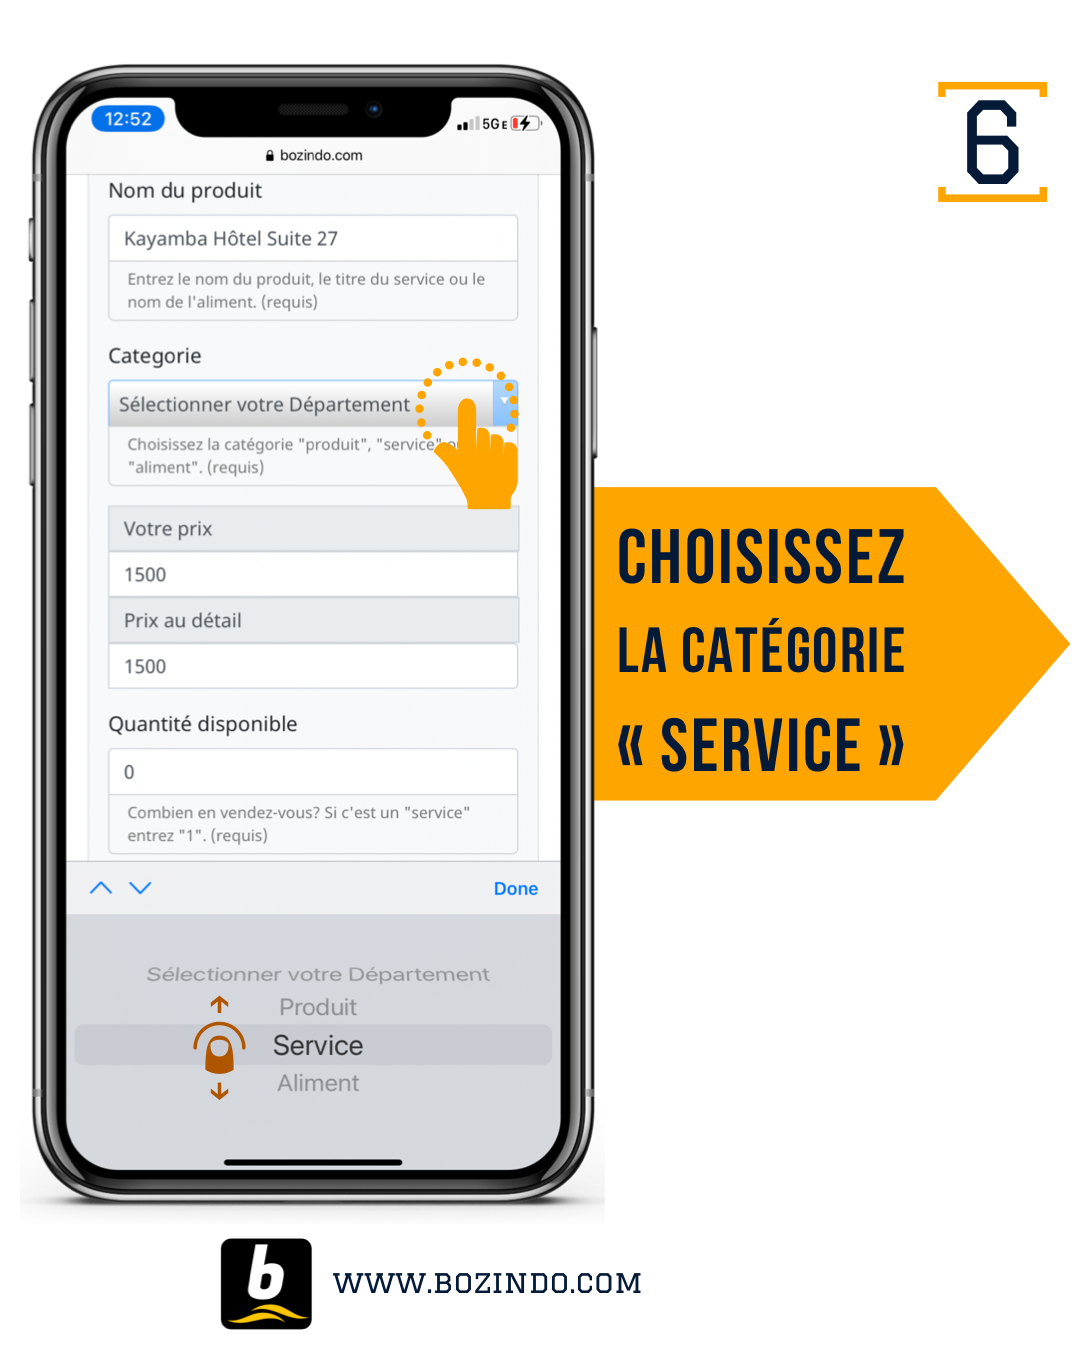 6
12:52
5GE
bozindo.com
Nom du produit
Kayamba Hôtel Suite 27
Entrez le nom du produit, le titre du service ou le
nom de l'aliment. (requis)
Categorie
Sélectionner votre Département
Choisissez la catégorie "produit", "service"
"aliment". (requis)
Votre prix
1500
Prix au détail
1500
Quantité disponible
0
Combien en vendez-vous? Si c'est un "service"
entrez "1". (requis)
Done
Sélectionner votre Département
Produit
Service
Aliment
CHOISISSEZ
LA CATÉGORIE
« SERVICE »
b
WWW.BOZINDO.COM